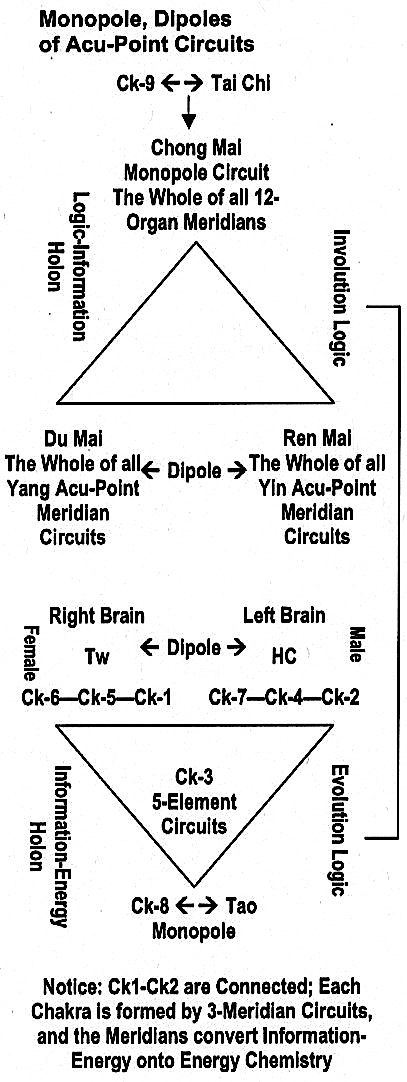 Monopole, Dipoles
of Acu-Point Circuits
Ck-9 ←→ Tai Chi
Chong Mai
Monopole Circuit
The Whole of all 12-
Organ Meridians
Logic-Information
Holon
Involution Logic
Du Mai
The Whole of all
Yang Acu-Point
Meridian
Circuits
← Dipole →
Ren Mai
The Whole of all
Yin Acu-Point
Meridian
Circuits
Right Brain
Left Brain
Female
Tw
← Dipole →
HC
Male
Ck-6—Ck-5—Ck-1
Ck-7—Ck-4—Ck-2
Ck-3
5-Element
Circuits
Information-Energy
Holon
Evolution Logic
Ck-8 ←→ Tao
Monopole
Notice: Ck1-Ck2 are Connected; Each
Chakra is formed by 3-Meridian Circuits,
and the Meridians convert Information-
Energy onto Energy Chemistry